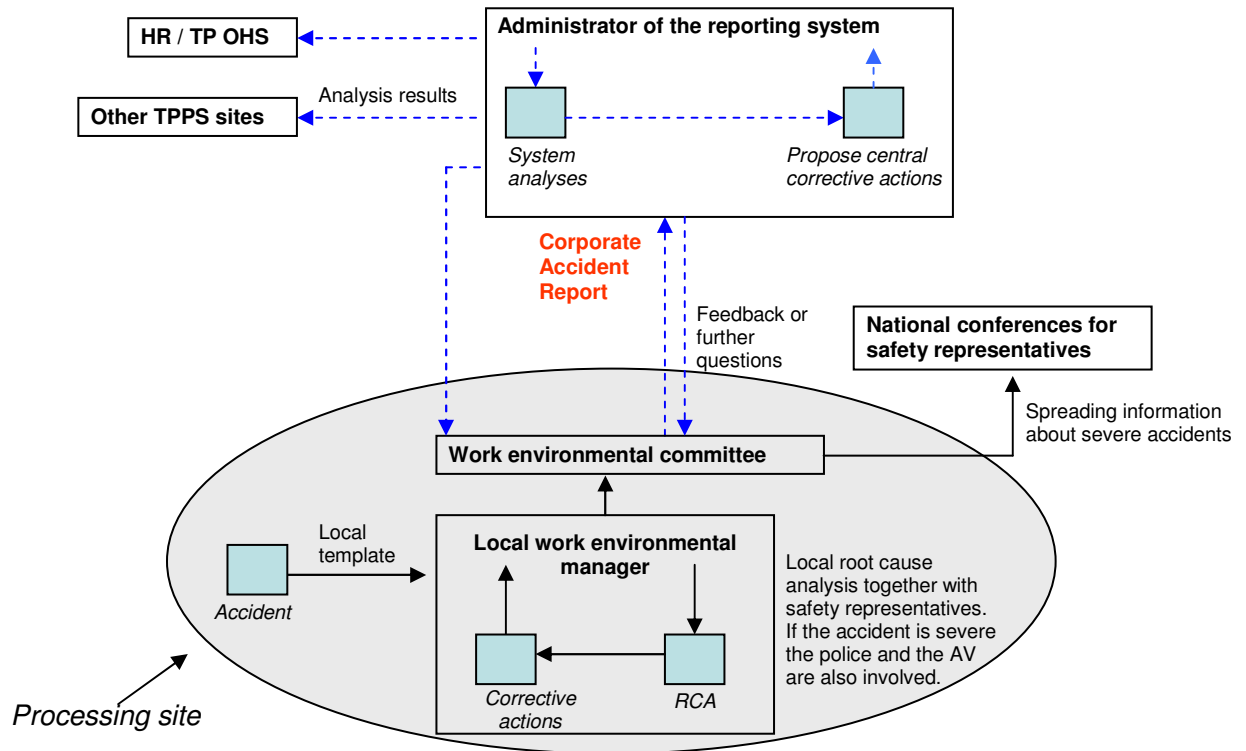 HR / TP OHS
Administrator of the reporting system
Analysis results
Other TPPS sites
System
analyses
Propose central
corrective actions
Corporate
Accident
Report
Feedback or
further
questions
National conferences for
safety representatives
Spreading information
about severe accidents
Work environmental committee
Local
template
Accident
Local work environmental
manager
Corrective
actions
RCA
Local root cause
analysis together with
safety representatives.
If the accident is severe
the police and the AV
are also involved.
Processing site